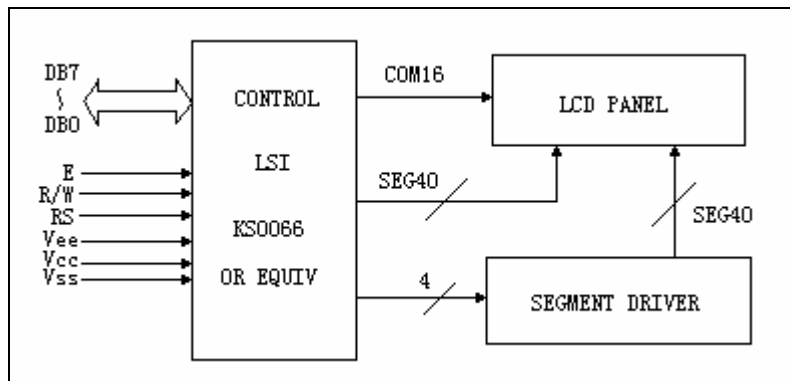 DB7
~
DB0
E
R/W
RS
Vee
Vcc
Vss
CONTROL
LSI
KS0066
OR EQUIV
COM16
SEG40
4
LCD PANEL
SEG40
SEGMENT DRIVER